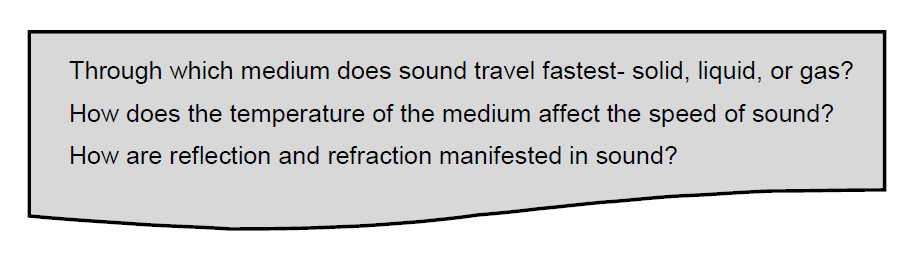 Through which medium does sound travel fastest- solid, liquid, or gas?
How does the temperature of the medium affect the speed of sound?
How are reflection and refraction manifested in sound?